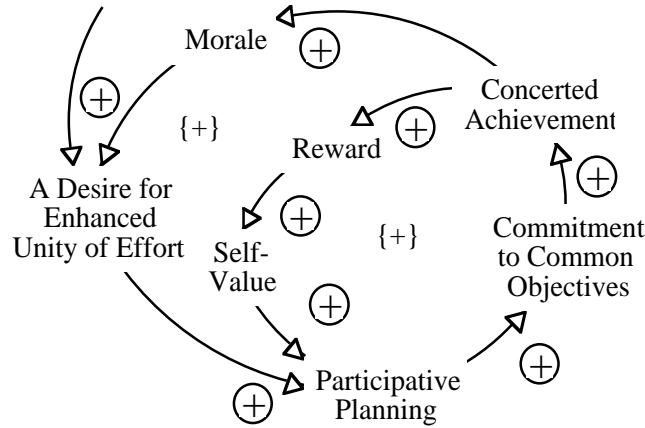 Morale
+
+
Concerted
Achievement
{+}
+
Reward
+
A Desire for
Enhanced
Unity of Effort
+
Commitment
to Common
Objectives
{+}
Self-
Value
+
+
Participative
Planning
+